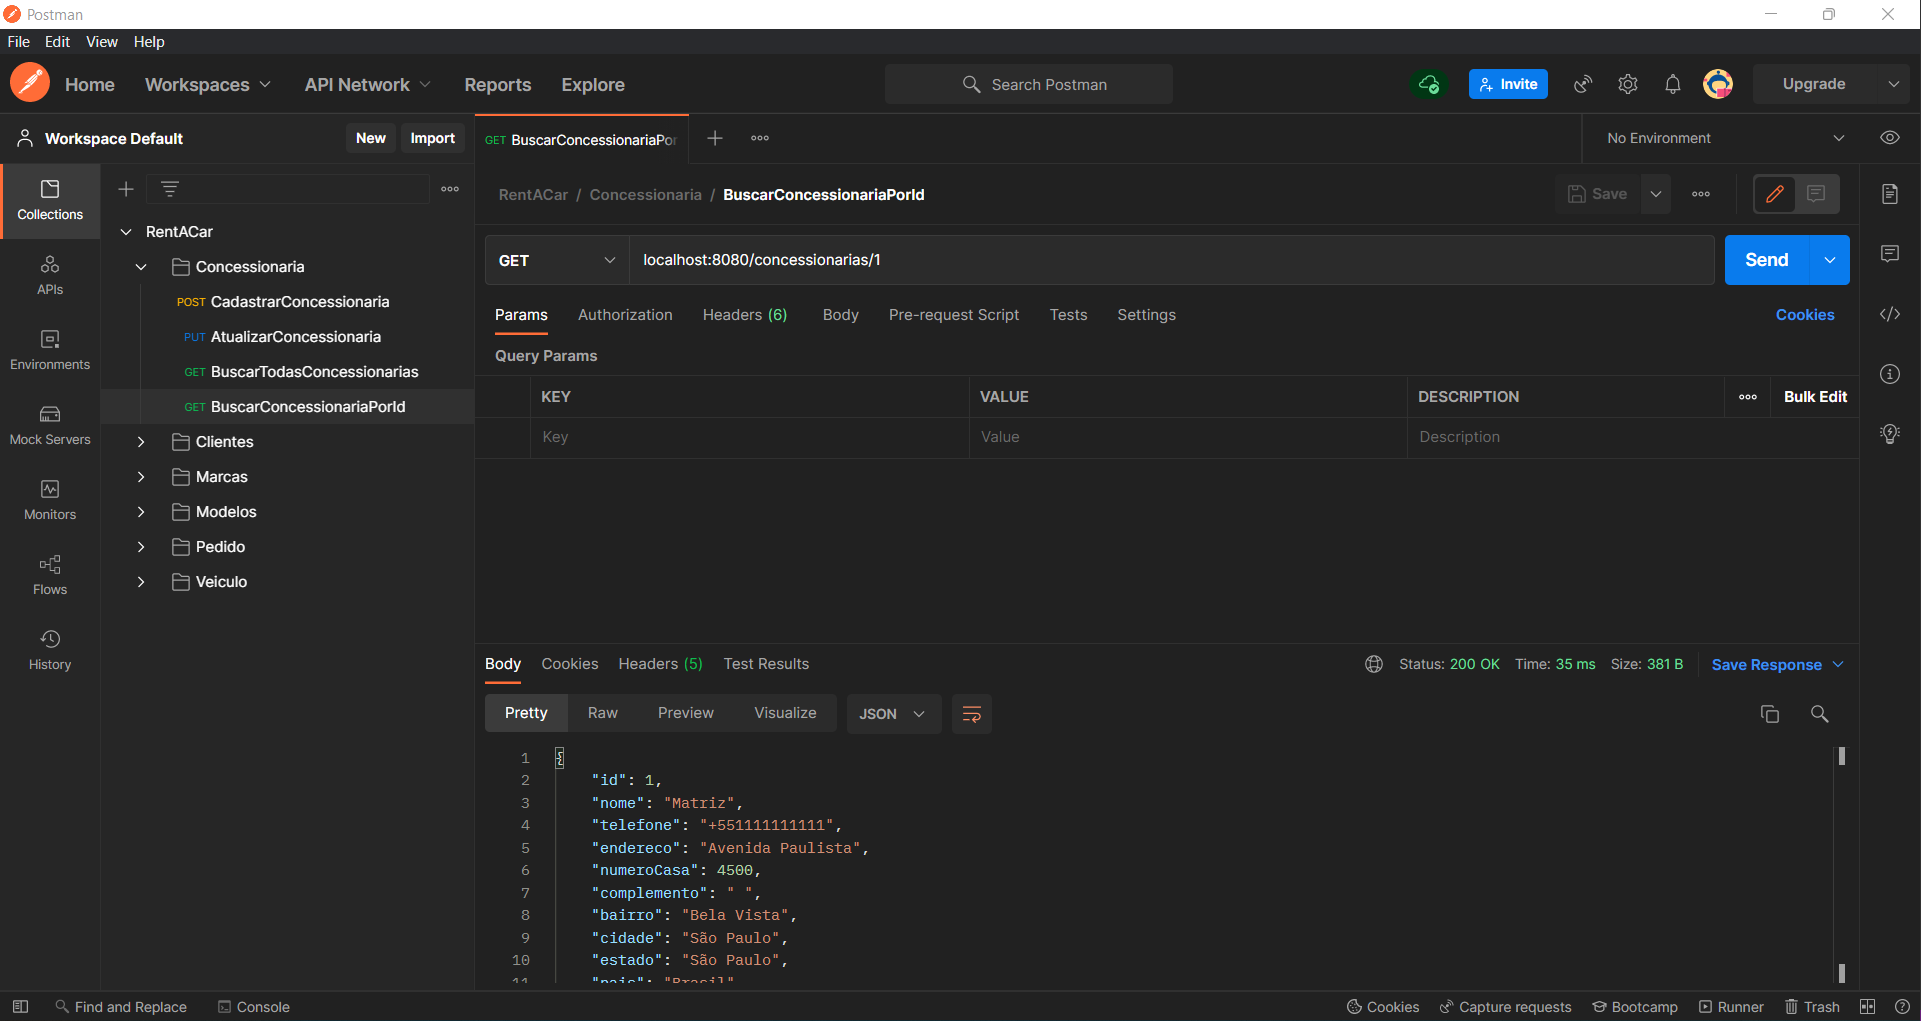 Postman
File Edit View Help
Home Workspaces API Network Reports Explore Search Postman Invite Upgrade
Workspace Default New Import GET BuscarConcessionariaPor No Environment
RentACar / Concessionaria / BuscarConcessionariaPorId Save
Collections
APIs
Environments
Mock Servers
Monitors
Flows
History
RentACar
Concessionaria
POST CadastrarConcessionaria
PUT AtualizarConcessionaria
GET BuscarTodasConcessionarias
GET BuscarConcessionariaPorId
Clientes
Marcas
Modelos
Pedido
Veiculo
GET localhost:8080/concessionarias/1 Send
Params Authorization Headers (6) Body Pre-request Script Tests Settings Cookies
Query Params
KEY VALUE DESCRIPTION Bulk Edit
Key Value Description
Body Cookies Headers (5) Test Results Status: 200 OK Time: 35 ms Size: 381 B Save Response
Pretty Raw Preview Visualize JSON
1 {
2 "id": 1,
3 "nome": "Matriz",
4 "telefone": "+551111111111",
5 "endereco": "Avenida Paulista",
6 "numeroCasa": 4500,
7 "complemento": " ",
8 "bairro": "Bela Vista",
9 "cidade": "São Paulo",
10 "estado": "São Paulo",
11 "pais": "Brasil"
Find and Replace Console Cookies Capture requests Bootcamp Runner Trash